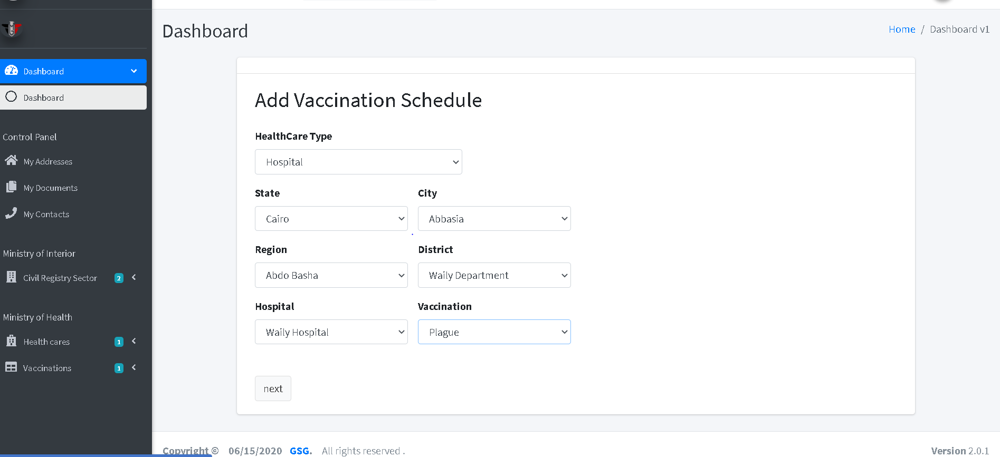 Dashboard
Home / Dashboard v1
Dashboard
Dashboard
Control Panel
My Addresses
My Documents
My Contacts
Ministry of Interior
Civil Registry Sector 2
Ministry of Health
Health cares 1
Vaccinations 1
Add Vaccination Schedule
HealthCare Type
Hospital
State City
Cairo Abbasia
Region District
Abdo Basha Waily Department
Hospital Vaccination
Waily Hospital Plague
next
Copyright © 06/15/2020 GSG. All rights reserved .
Version 2.0.1